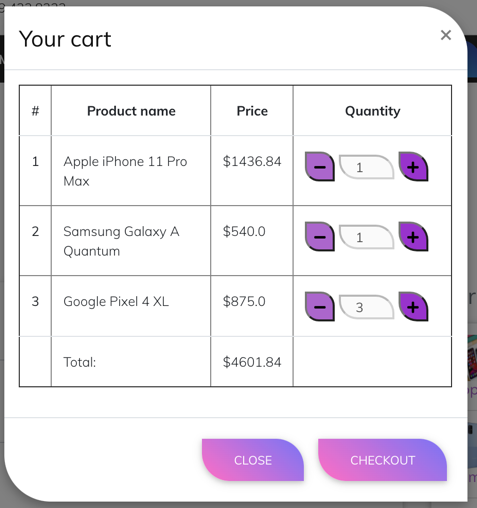 Your cart
×
# Product name Price Quantity
1 Apple iPhone 11 Pro $1436.84 − 1 +
Max
2 Samsung Galaxy A $540.0 − 1 +
Quantum
3 Google Pixel 4 XL $875.0 − 3 +
Total: $4601.84
CLOSE CHECKOUT